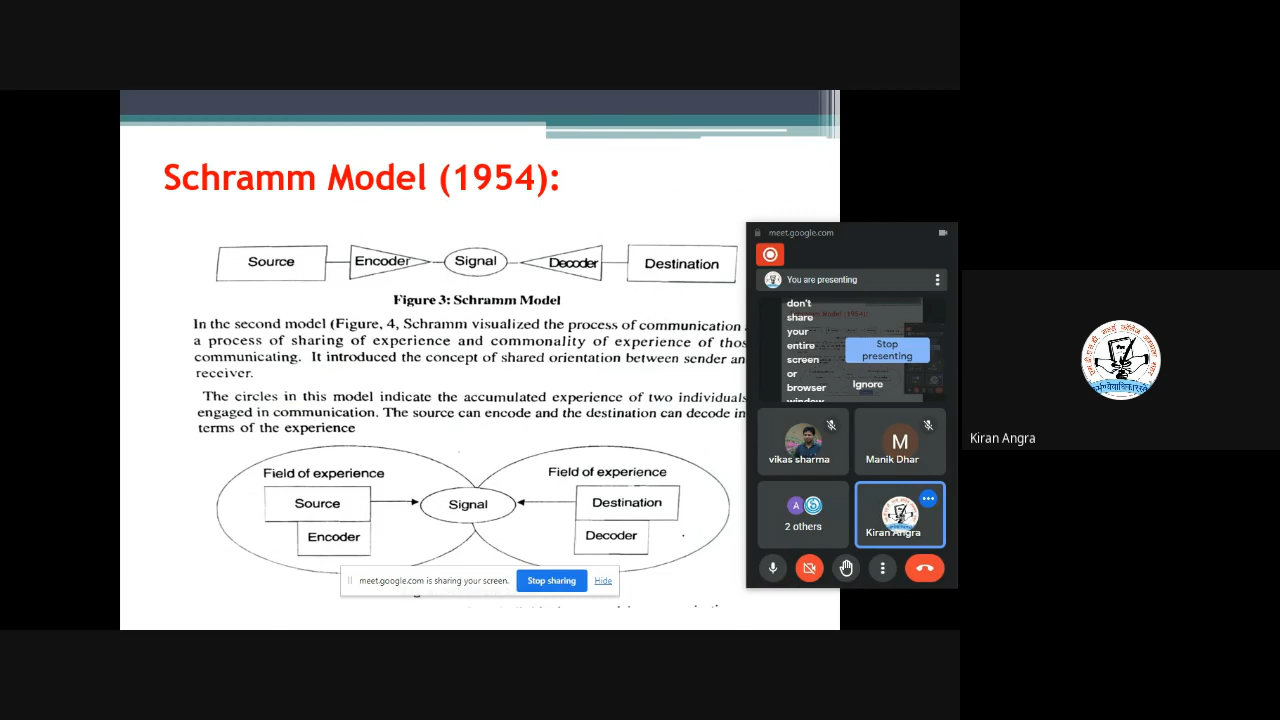 Schramm Model (1954):
Source
Encoder
Signal
Decoder
Destination
Figure 3: Schramm Model
In the second model (Figure, 4, Schramm visualized the process of communication
a process of sharing of experience and commonality of experience of thos
communicating. It introduced the concept of shared orientation between sender an
receiver.
The circles in this model indicate the accumulated experience of two individuals
engaged in communication. The source can encode and the destination can decode in
terms of the experience
Field of experience
Field of experience
Source
Signal
Destination
Encoder
Decoder
meet.google.com is sharing your screen.
Stop sharing
Hide
meet.google.com
You are presenting
don't
share
your
entire
screen
or
browser
window
Stop
presenting
Ignore
vikas sharma
M
Manik Dhar
A
2 others
Kiran Angra
Kiran Angra